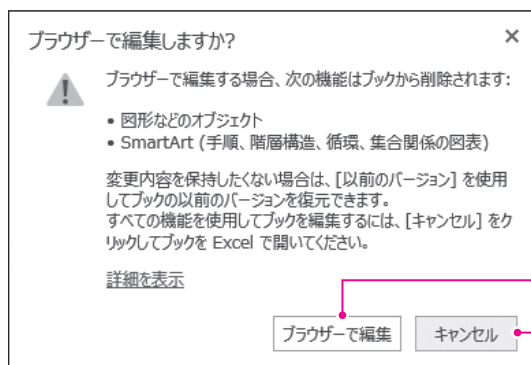 ブラウザーで編集しますか?
ブラウザーで編集する場合、次の機能はブックから削除されます:
• 図形などのオブジェクト
• SmartArt (手順、階層構造、循環、集合関係の図表)
変更内容を保持したくない場合は、[以前のバージョン] を使用
してブックの以前のバージョンを復元できます。
すべての機能を使用してブックを編集するには、[キャンセル] をク
リックしてブックを Excel で開いてください。
詳細を表示
ブラウザーで編集
キャンセル